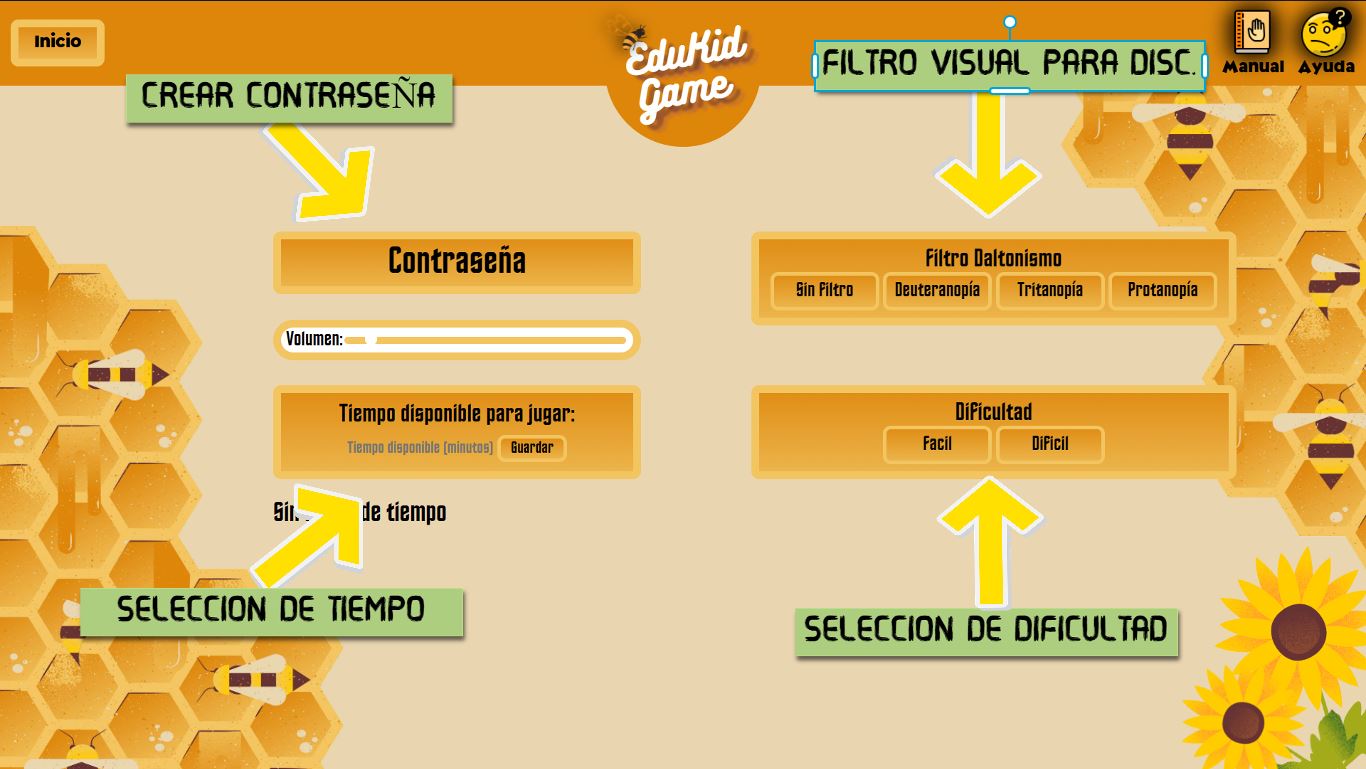 Inicio
EduKid
Game
FILTRO VISUAL PARA DISC.
Manual
Ayuda
?
CREAR CONTRASEÑA
Contraseña
Filtro Daltonismo
Sin Filtro
Deuteranopía
Tritanopía
Protanopía
Volumen:
Tiempo disponible para jugar:
Tiempo disponible (minutos)
Guardar
Dificultad
Facil
Dificil
de tiempo
SELECCION DE TIEMPO
SELECCION DE DIFICULTAD